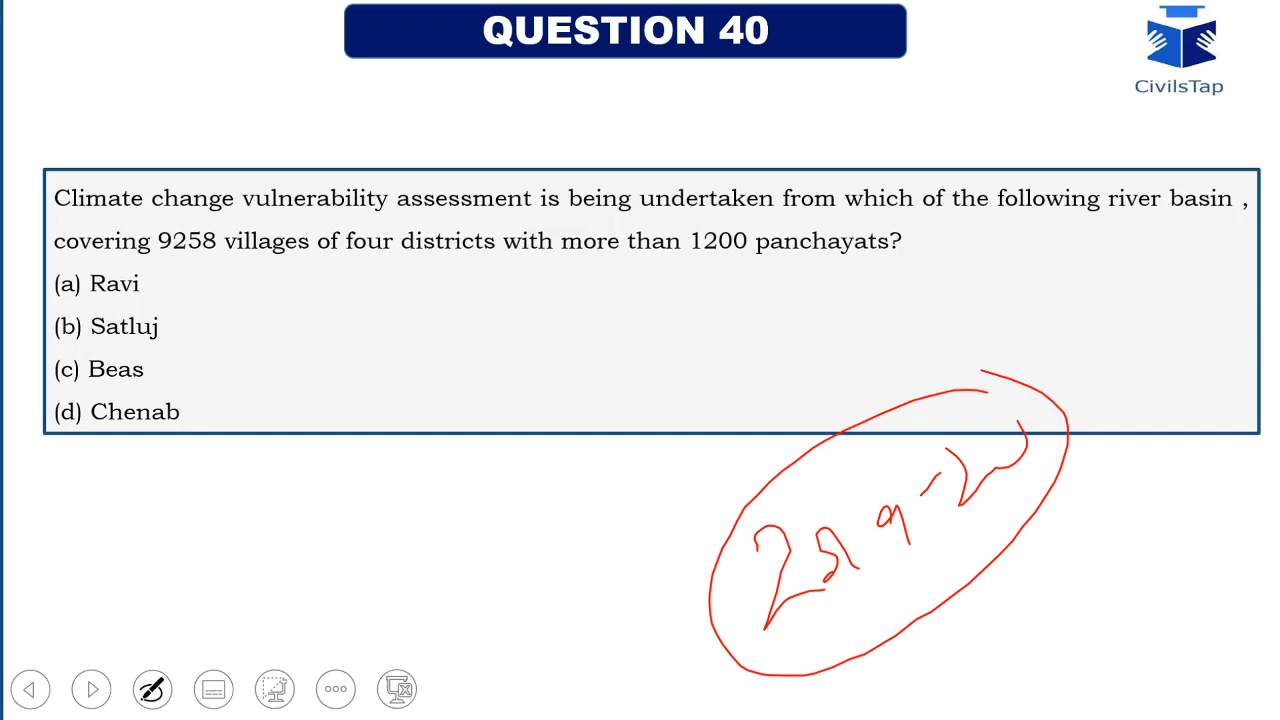 QUESTION 40
CivilsTap
Climate change vulnerability assessment is being undertaken from which of the following river basin ,
covering 9258 villages of four districts with more than 1200 panchayats?
(a) Ravi
(b) Satluj
(c) Beas
(d) Chenab